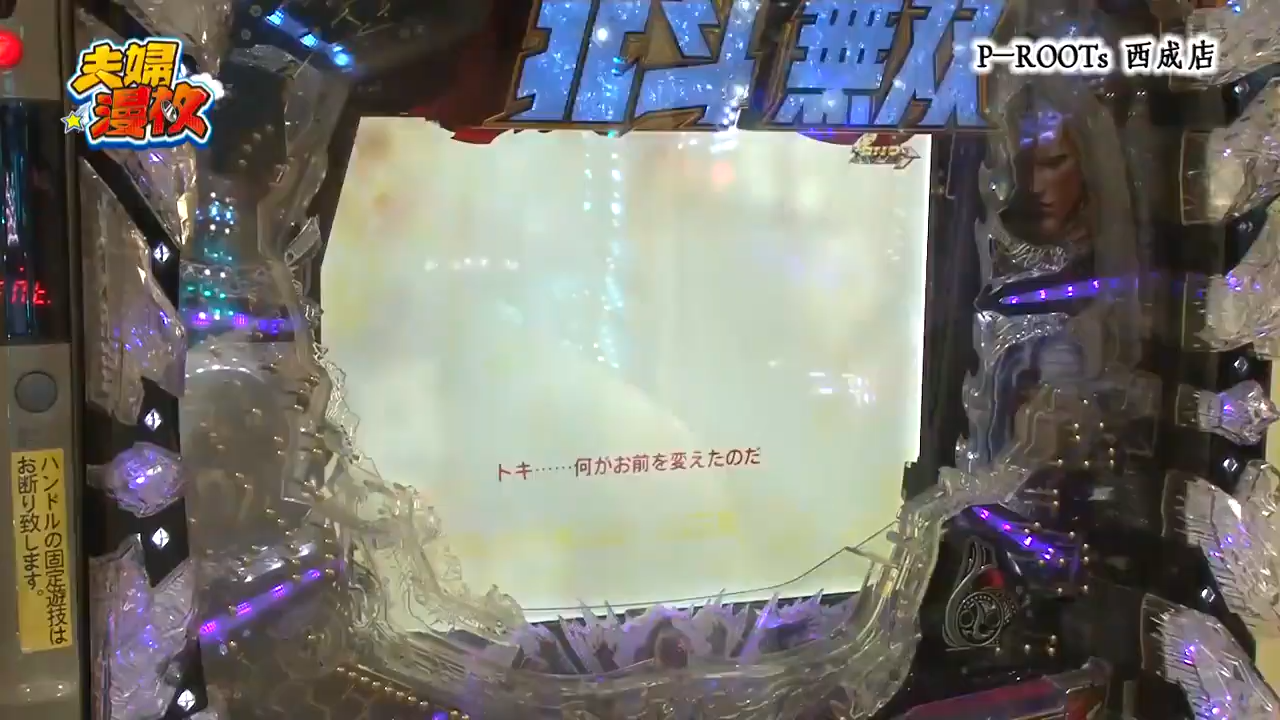 北斗無双
P-ROOTs 西成店
夫婦
漫枚
トキ……何がお前を変えたのだ
ハンドルの固定遊技は
お断り致します。